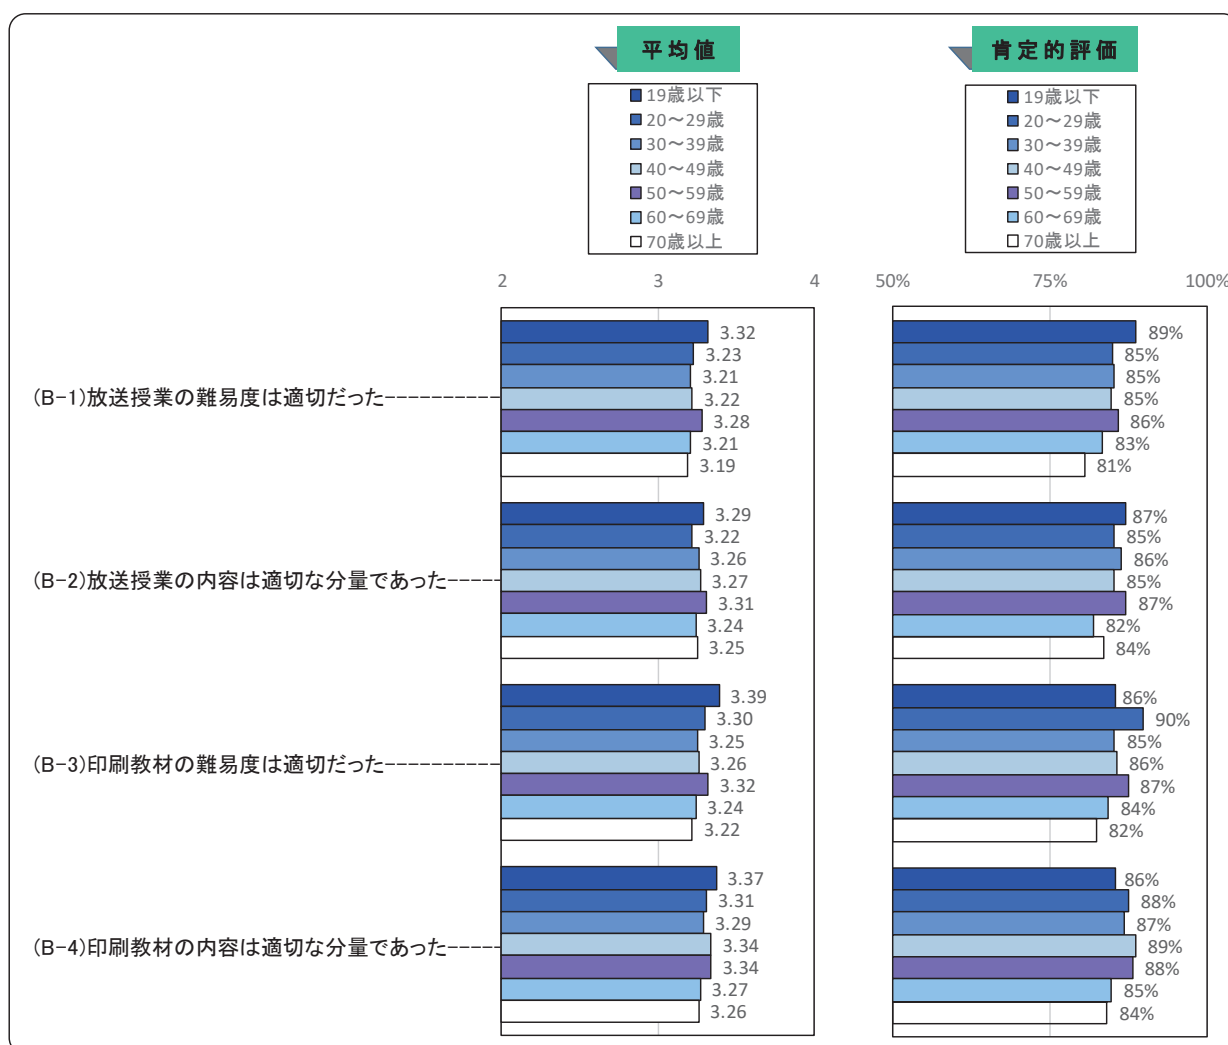 平均値
肯定的評価
19歳以下
20～29歳
30～39歳
40～49歳
50～59歳
60～69歳
70歳以上
19歳以下
20～29歳
30～39歳
40～49歳
50～59歳
60～69歳
70歳以上
2 3 4
50% 75% 100%
(B-1)放送授業の難易度は適切だった
3.32
3.23
3.21
3.22
3.28
3.21
3.19
89%
85%
85%
85%
86%
83%
81%
(B-2)放送授業の内容は適切な分量であった
3.29
3.22
3.26
3.27
3.31
3.24
3.25
87%
85%
86%
85%
87%
82%
84%
(B-3)印刷教材の難易度は適切だった
3.39
3.30
3.25
3.26
3.32
3.24
3.22
86%
90%
85%
86%
87%
84%
82%
(B-4)印刷教材の内容は適切な分量であった
3.37
3.31
3.29
3.34
3.34
3.27
3.26
86%
88%
87%
89%
88%
85%
84%